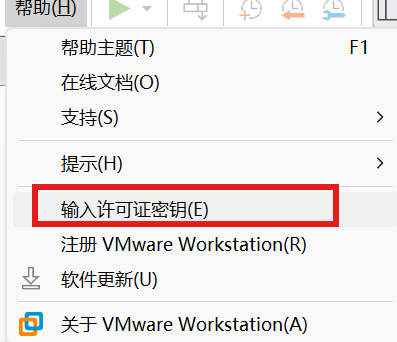 帮助(H)
帮助主题(T) F1
在线文档(O)
支持(S)
提示(H)
输入许可证密钥(E)
注册 VMware Workstation(R)
软件更新(U)
关于 VMware Workstation(A)